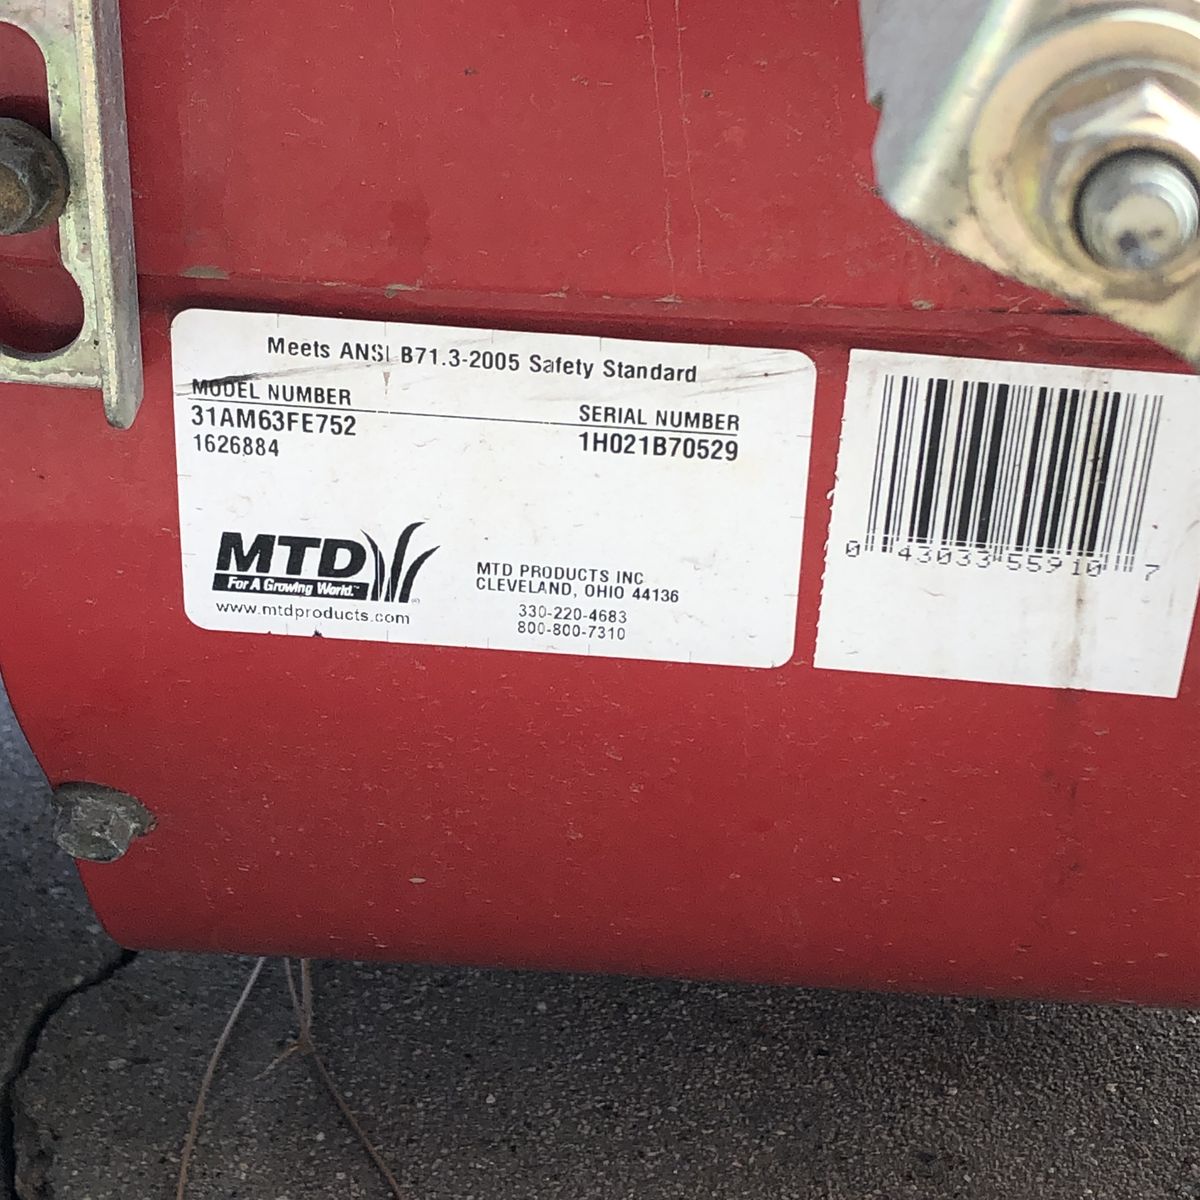 Meets ANSI B71.3-2005 Safety Standard
MODEL NUMBER
31AM63FE752
1626884
SERIAL NUMBER
1H021B70529
MTD
For A Growing World.™
www.mtdproducts.com
MTD PRODUCTS INC
CLEVELAND, OHIO 44136
330-220-4683
800-800-7310
0 43033 55910 7